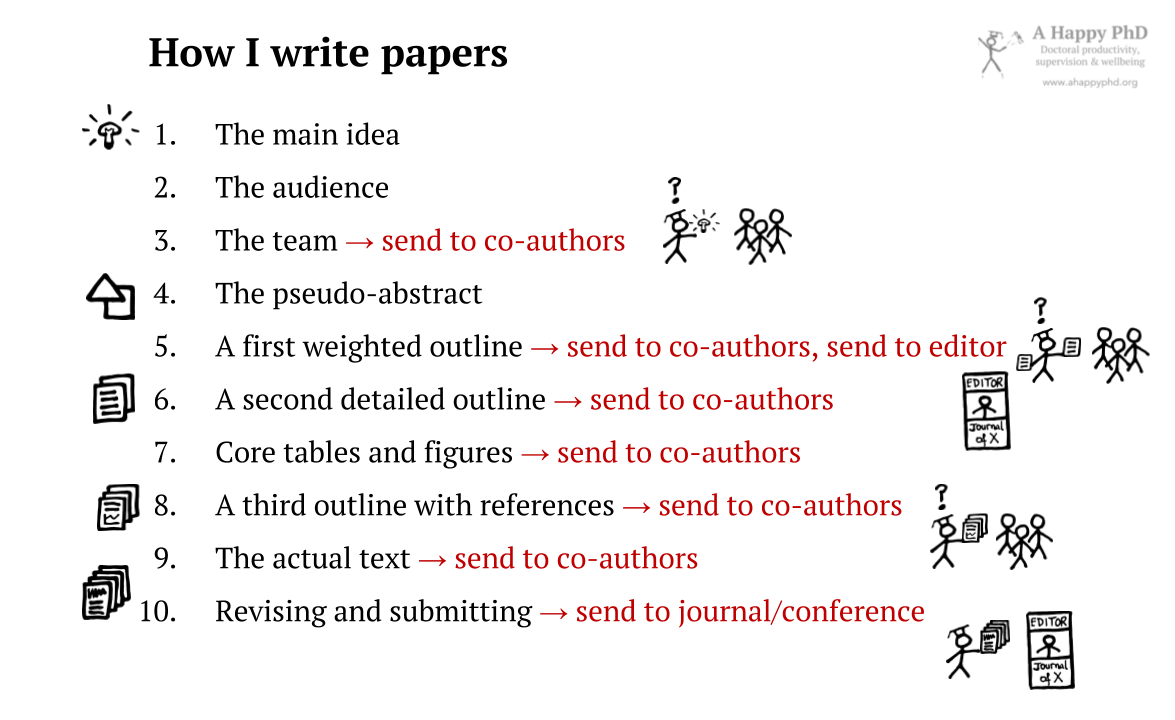 How I write papers
A Happy PhD
Doctoral productivity,
supervision & wellbeing
www.ahappyphd.org
1. The main idea
2. The audience
?
3. The team → send to co-authors
4. The pseudo-abstract
?
5. A first weighted outline → send to co-authors, send to editor
6. A second detailed outline → send to co-authors
EDITOR
Journal
of X
7. Core tables and figures → send to co-authors
8. A third outline with references → send to co-authors
?
9. The actual text → send to co-authors
10. Revising and submitting → send to journal/conference
EDITOR
Journal
of X